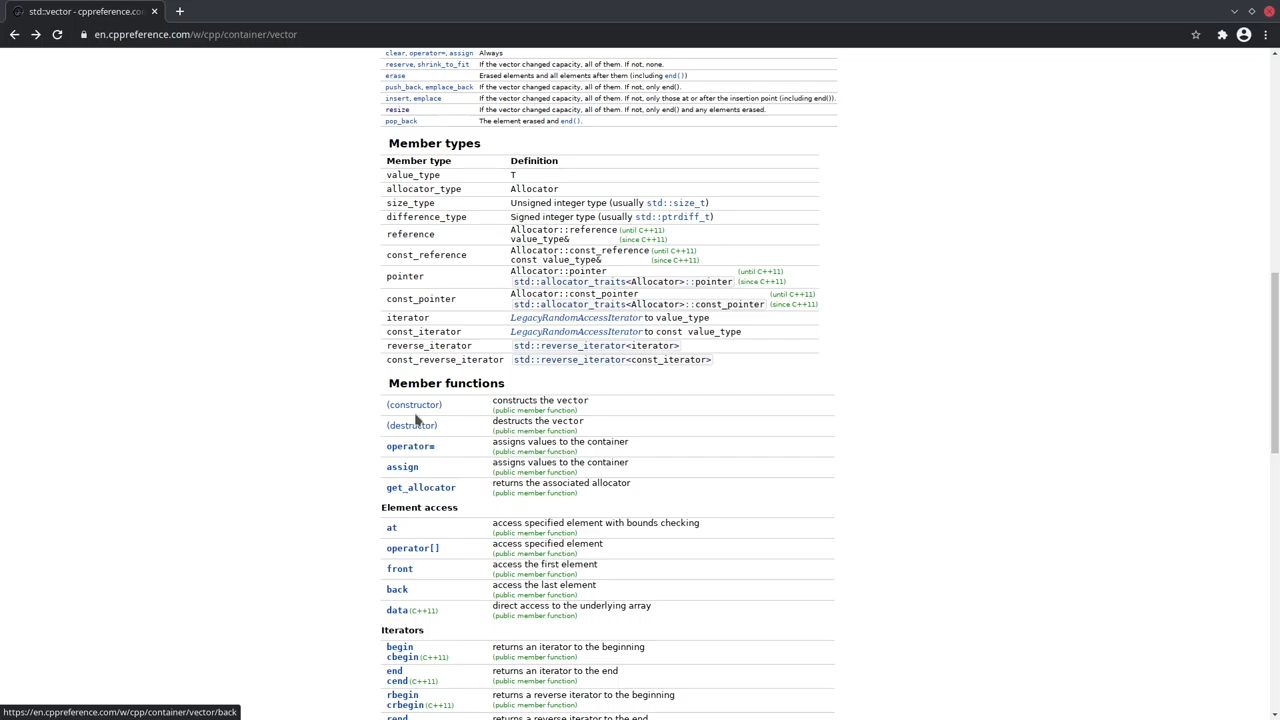 std::vector - cppreference.co
en.cppreference.com/w/cpp/container/vector
clear, operator=, assign Always
reserve, shrink_to_fit If the vector changed capacity, all of them. If not, none.
erase Erased elements and all elements after them (including end())
push_back, emplace_back If the vector changed capacity, all of them. If not, only end().
insert, emplace If the vector changed capacity, all of them. If not, only those at or after the insertion point (including end()).
resize If the vector changed capacity, all of them. If not, only end() and any elements erased.
pop_back The element erased and end().
Member types
Member type Definition
value_type T
allocator_type Allocator
size_type Unsigned integer type (usually std::size_t)
difference_type Signed integer type (usually std::ptrdiff_t)
reference Allocator::reference (until C++11)
value_type& (since C++11)
const_reference Allocator::const_reference (until C++11)
const value_type& (since C++11)
pointer Allocator::pointer (until C++11)
std::allocator_traits<Allocator>::pointer (since C++11)
const_pointer Allocator::const_pointer (until C++11)
std::allocator_traits<Allocator>::const_pointer (since C++11)
iterator LegacyRandomAccessIterator to value_type
const_iterator LegacyRandomAccessIterator to const value_type
reverse_iterator std::reverse_iterator<iterator>
const_reverse_iterator std::reverse_iterator<const_iterator>
Member functions
(constructor) constructs the vector
(public member function)
(destructor) destructs the vector
(public member function)
operator= assigns values to the container
(public member function)
assign assigns values to the container
(public member function)
get_allocator returns the associated allocator
(public member function)
Element access
at access specified element with bounds checking
(public member function)
operator[] access specified element
(public member function)
front access the first element
(public member function)
back access the last element
(public member function)
data (C++11) direct access to the underlying array
(public member function)
Iterators
begin returns an iterator to the beginning
cbegin (C++11) (public member function)
end returns an iterator to the end
cend (C++11) (public member function)
rbegin returns a reverse iterator to the beginning
crbegin (C++11) (public member function)
rend returns a reverse iterator to the end
https://en.cppreference.com/w/cpp/container/vector/back